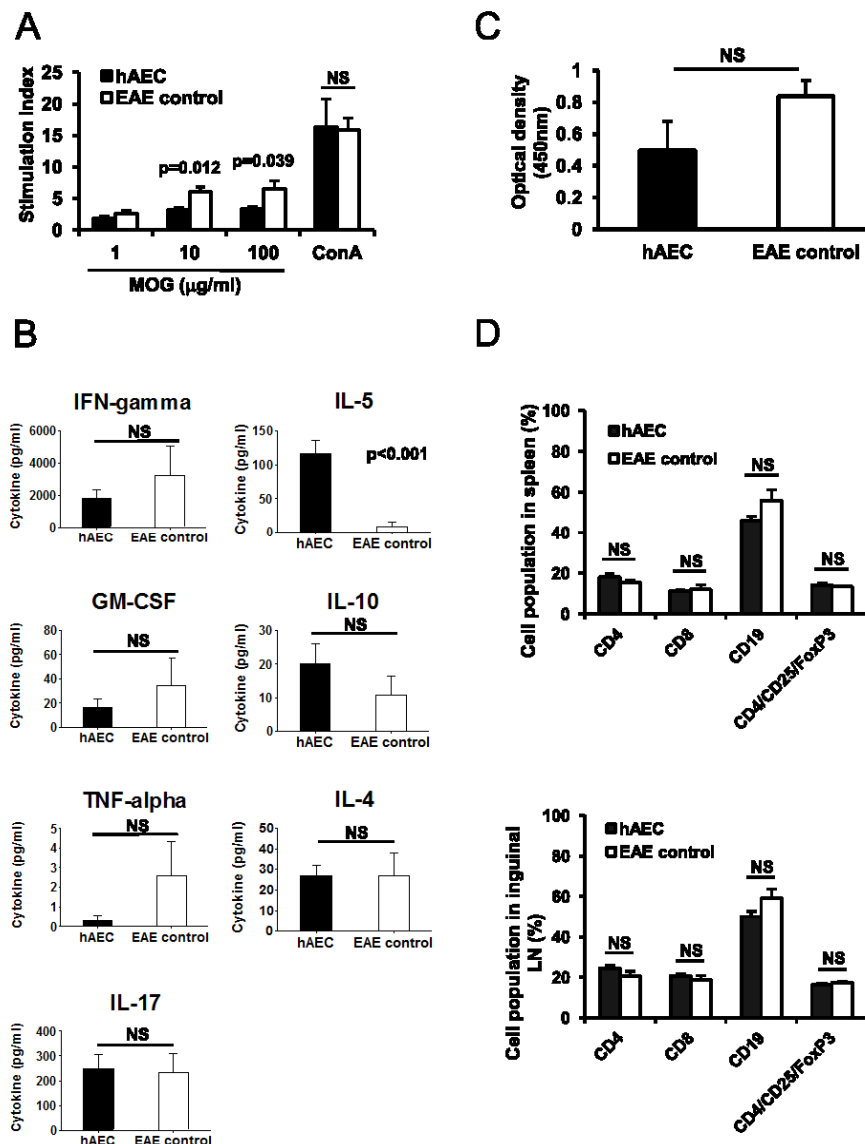 A
Stimulation Index
25
20
15
10
5
0
hAEC
EAE control
NS
p=0.012
p=0.039
1 10 100 ConA
MOG (µg/ml)
C
Optical density
(450nm)
1
0.8
0.6
0.4
0.2
0
NS
hAEC EAE control
B
IFN-gamma
Cytokine (pg/ml)
6000
4000
2000
0
NS
hAEC EAE control
IL-5
Cytokine (pg/ml)
150
100
50
0
p<0.001
hAEC EAE control
GM-CSF
Cytokine (pg/ml)
80
60
40
20
0
NS
hAEC EAE control
IL-10
Cytokine (pg/ml)
30
20
10
0
NS
hAEC EAE control
TNF-alpha
Cytokine (pg/ml)
5
4
3
2
1
0
NS
hAEC EAE control
IL-4
Cytokine (pg/ml)
50
40
30
20
10
0
NS
hAEC EAE control
IL-17
Cytokine (pg/ml)
400
300
200
100
0
NS
hAEC EAE control
D
Cell population in spleen (%)
100
80
60
40
20
0
hAEC
EAE control
NS
NS
NS
NS
CD4
CD8
CD19
CD4/CD25/FoxP3
Cell population in inguinal
LN (%)
100
80
60
40
20
0
hAEC
EAE control
NS
NS
NS
NS
CD4
CD8
CD19
CD4/CD25/FoxP3